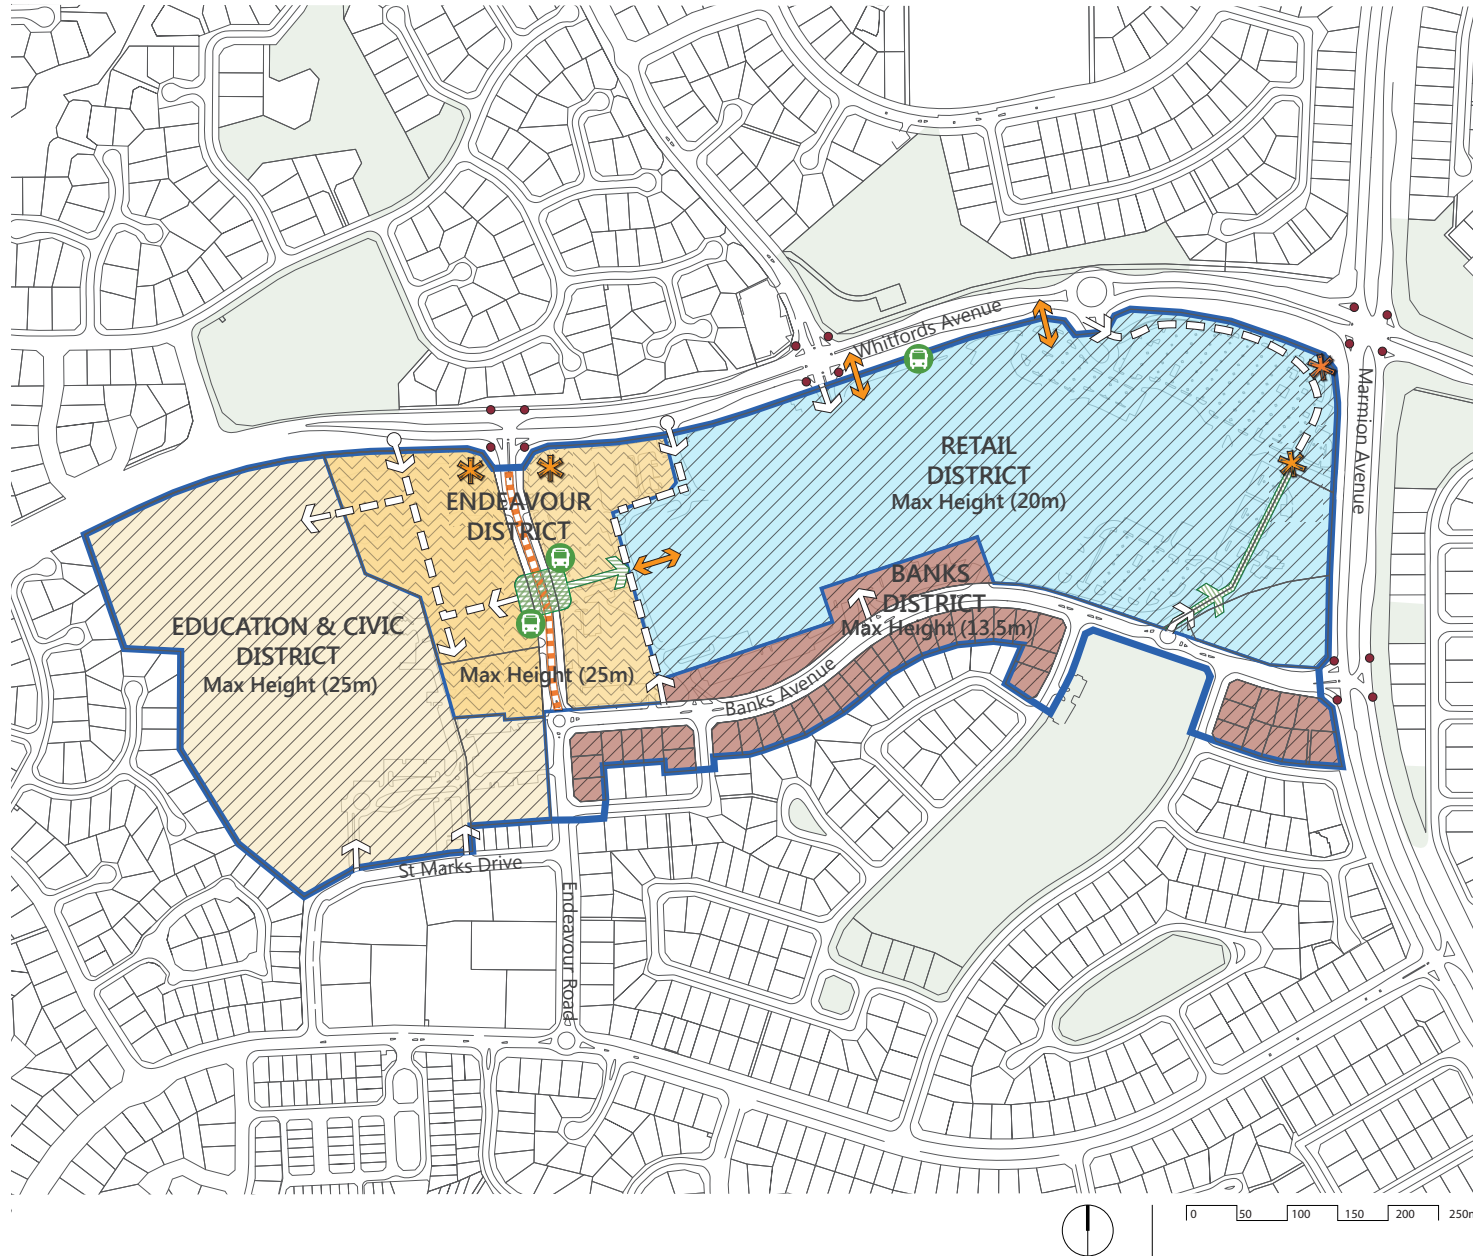 Whitfords Avenue
Marmion Avenue
RETAIL
DISTRICT
Max Height (20m)
ENDEAVOUR
DISTRICT
BANKS
DISTRICT
Max Height (13.5m)
EDUCATION & CIVIC
DISTRICT
Max Height (25m)
Max Height (25m)
Banks Avenue
St Marks Drive
Endeavour Road
0 50 100 150 200 250m